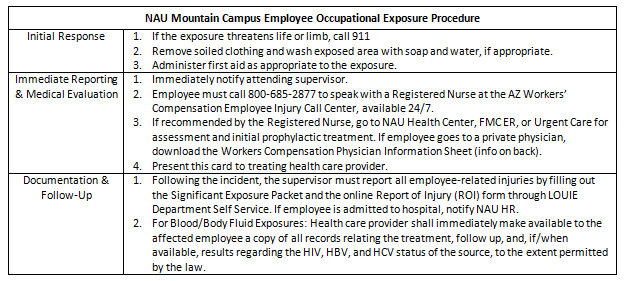 NAU Mountain Campus Employee Occupational Exposure Procedure
Initial Response
1. If the exposure threatens life or limb, call 911
2. Remove soiled clothing and wash exposed area with soap and water, if appropriate.
3. Administer first aid as appropriate to the exposure.
Immediate Reporting
& Medical Evaluation
1. Immediately notify attending supervisor.
2. Employee must call 800-685-2877 to speak with a Registered Nurse at the AZ Workers’
Compensation Employee Injury Call Center, available 24/7.
3. If recommended by the Registered Nurse, go to NAU Health Center, FMC ER, or Urgent Care for
assessment and initial prophylactic treatment. If employee goes to a private physician,
download the Workers Compensation Physician Information Sheet (info on back).
4. Present this card to treating health care provider.
Documentation &
Follow-Up
1. Following the incident, the supervisor must report all employee-related injuries by filling out
the Significant Exposure Packet and the online Report of Injury (ROI) form through LOUIE
Department Self Service. If employee is admitted to hospital, notify NAU HR.
2. For Blood/Body Fluid Exposures: Health care provider shall immediately make available to the
affected employee a copy of all records relating the treatment, follow up, and, if/when
available, results regarding the HIV, HBV, and HCV status of the source, to the extent permitted
by the law.